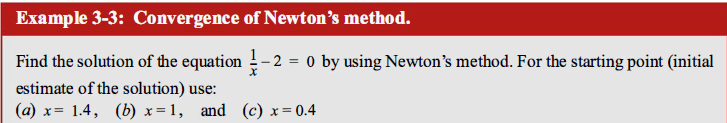 Example 3-3: Convergence of Newton's method.
Find the solution of the equation 1/x − 2 = 0 by using Newton's method. For the starting point (initial
estimate of the solution) use:
(a) x = 1.4, (b) x = 1, and (c) x = 0.4